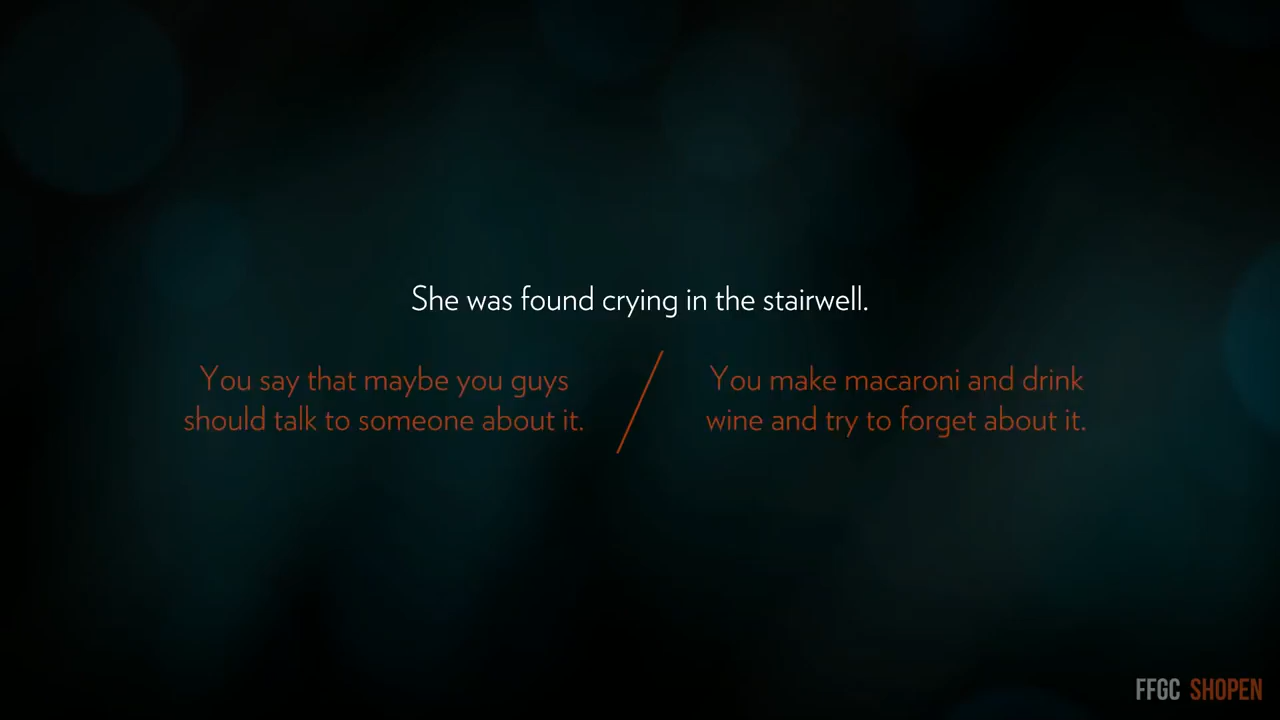 She was found crying in the stairwell.
You say that maybe you guys
should talk to someone about it.
You make macaroni and drink
wine and try to forget about it.
FFGC SHOPEN